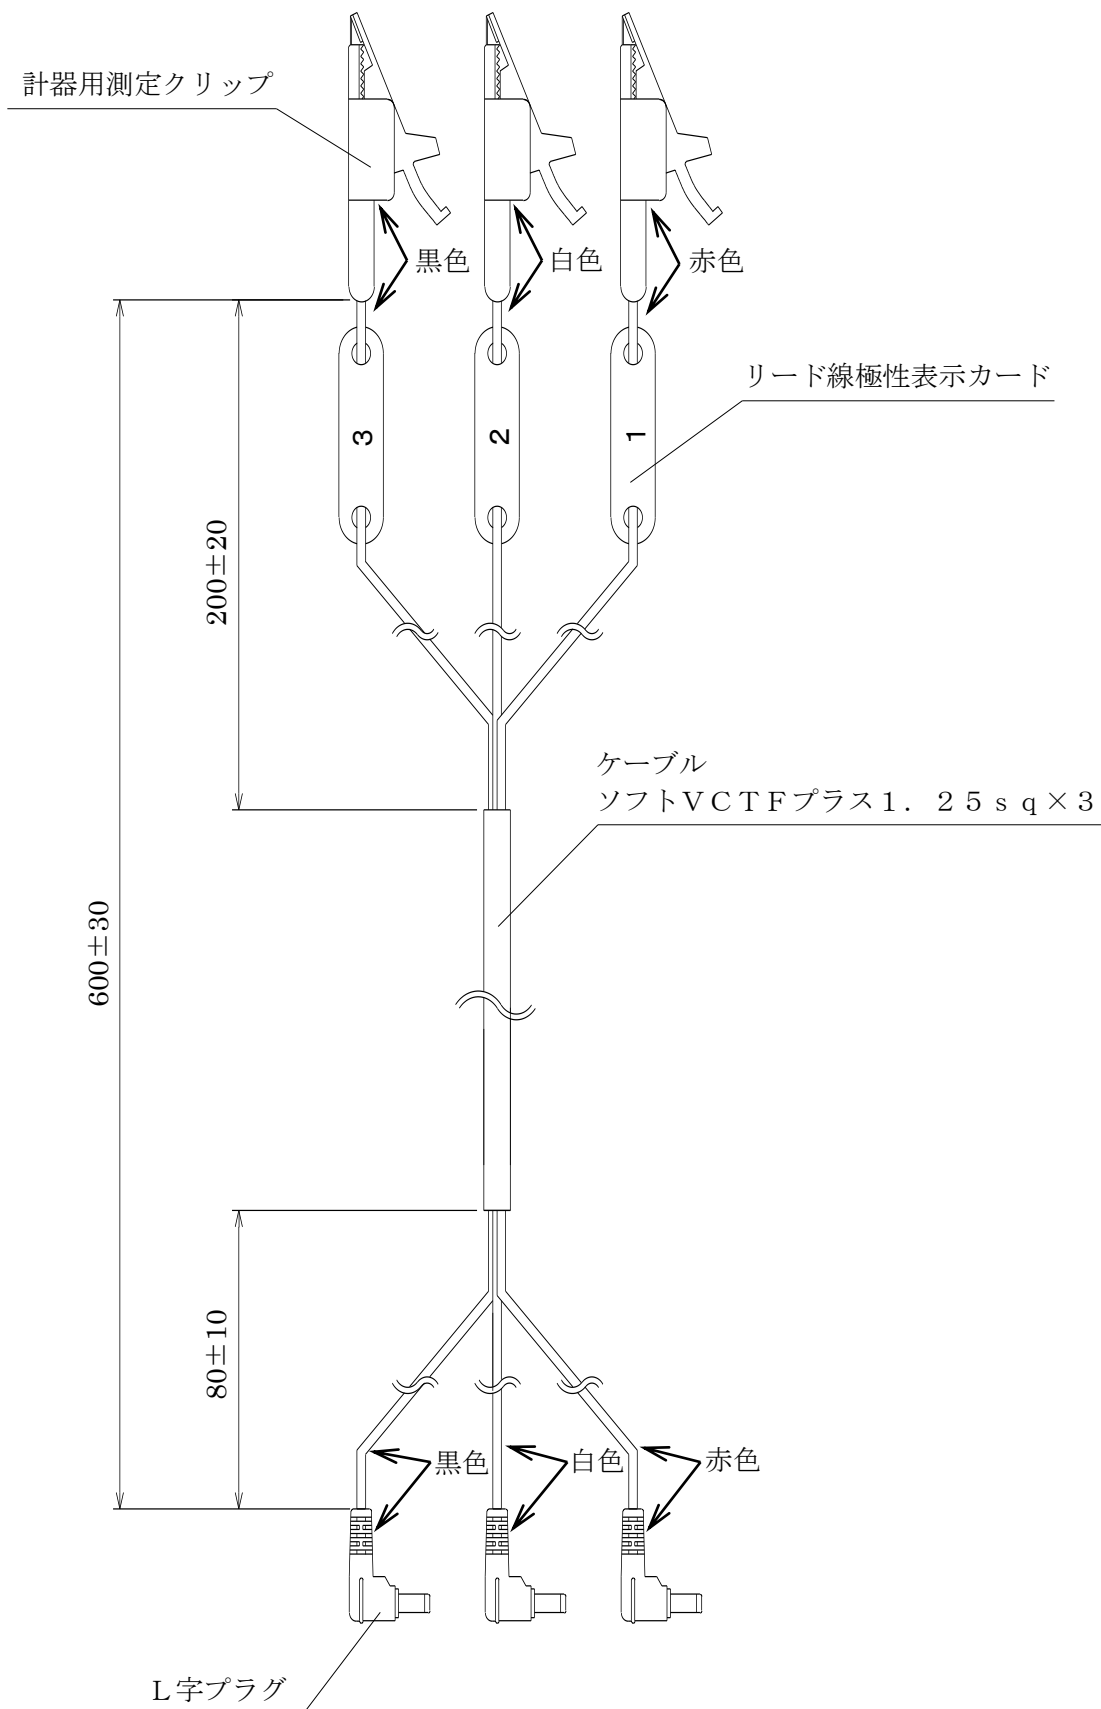 計器用測定クリップ
黒色
白色
赤色
リード線極性表示カード
3
2
1
200±20
ケーブル
ソフトVCTFプラス1．25sq×3
600±30
80±10
黒色
白色
赤色
L字プラグ